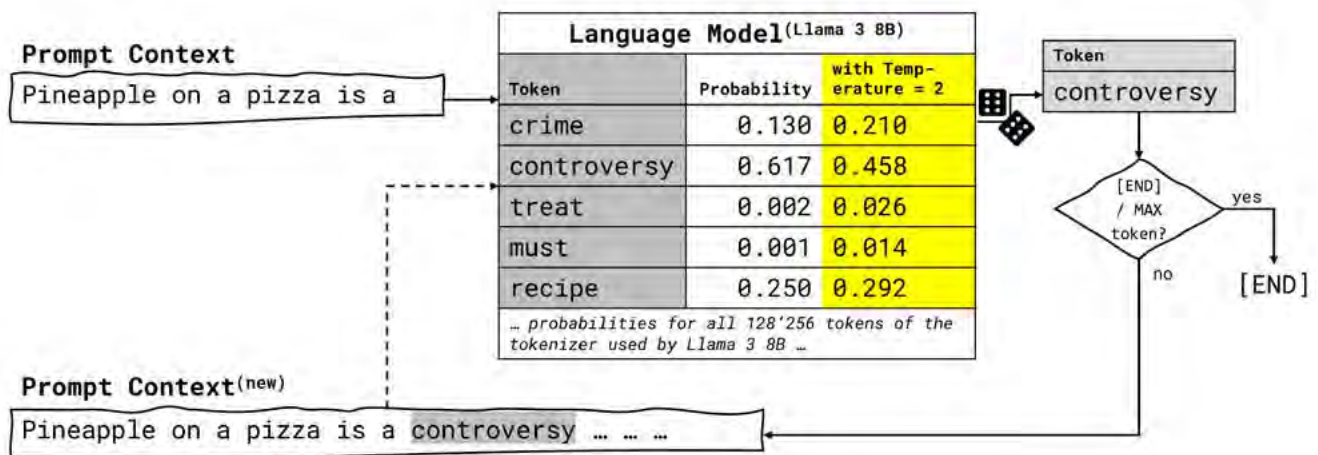 Prompt Context
Pineapple on a pizza is a
Language Model(Llama 3 8B)
Token Probability with Temp-
erature = 2
crime 0.130 0.210
controversy 0.617 0.458
treat 0.002 0.026
must 0.001 0.014
recipe 0.250 0.292
… probabilities for all 128'256 tokens of the
tokenizer used by Llama 3 8B …
Token
controversy
[END]
/ MAX
token?
yes
no
[END]
Prompt Context(new)
Pineapple on a pizza is a controversy … … …